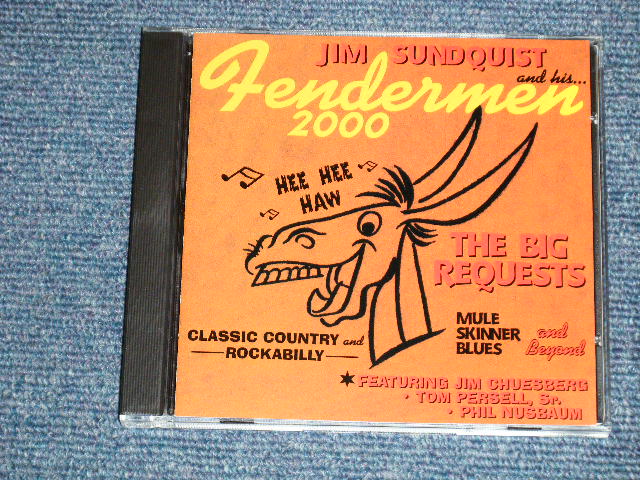 JIM SUNDQUIST
and his...
Fendermen
2000
HEE HEE
HAW
THE BIG
REQUESTS
CLASSIC COUNTRY and
ROCKABILLY
MULE
SKINNER
BLUES
and
Beyond
★FEATURING JIM CHUESBERG
• TOM PERSELL, Sr.
• PHIL NUSBAUM